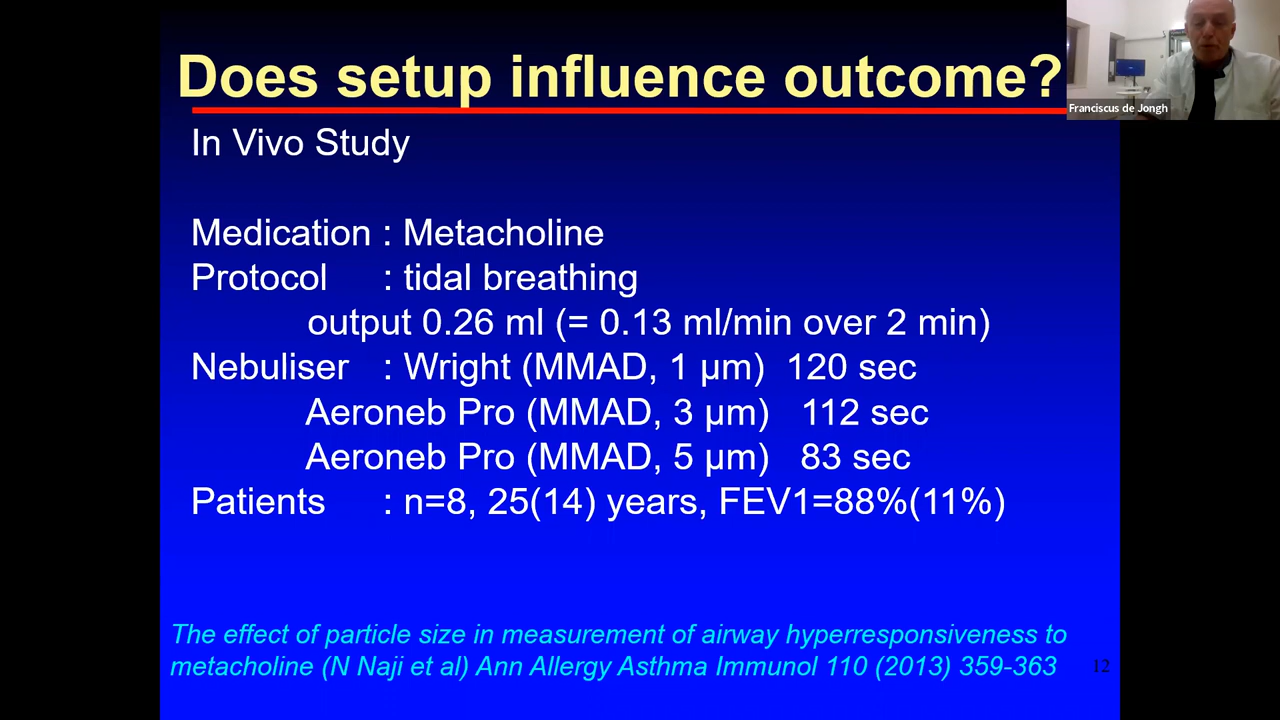 Does setup influence outcome?
Franciscus de Jongh
In Vivo Study
Medication : Metacholine
Protocol : tidal breathing
output 0.26 ml (= 0.13 ml/min over 2 min)
Nebuliser : Wright (MMAD, 1 μm) 120 sec
Aeroneb Pro (MMAD, 3 μm) 112 sec
Aeroneb Pro (MMAD, 5 μm) 83 sec
Patients : n=8, 25(14) years, FEV1=88%(11%)
The effect of particle size in measurement of airway hyperresponsiveness to
metacholine (N Naji et al) Ann Allergy Asthma Immunol 110 (2013) 359-363
12